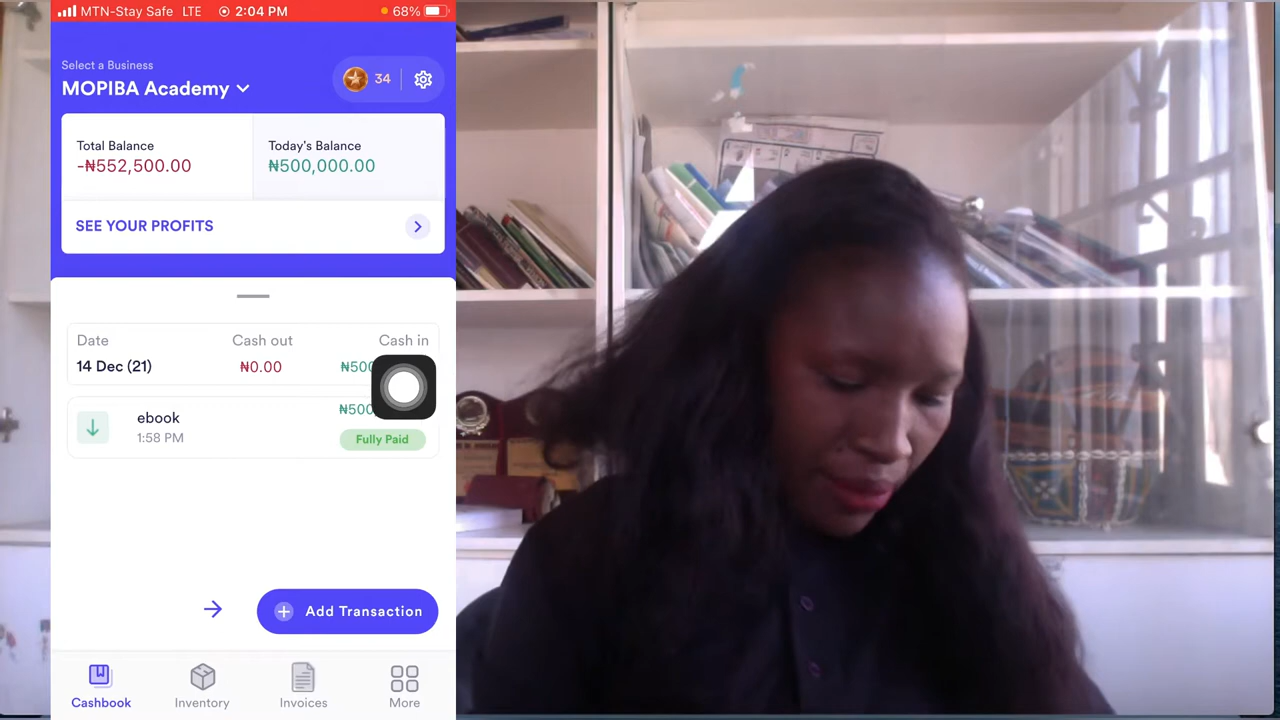 MTN-Stay Safe LTE 2:04 PM 68%
Select a Business
MOPIBA Academy
34
Total Balance
Today's Balance
-₦552,500.00
₦500,000.00
SEE YOUR PROFITS
Date
Cash out
Cash in
14 Dec (21)
₦0.00
₦500
ebook
₦500
1:58 PM
Fully Paid
Add Transaction
Cashbook
Inventory
Invoices
More